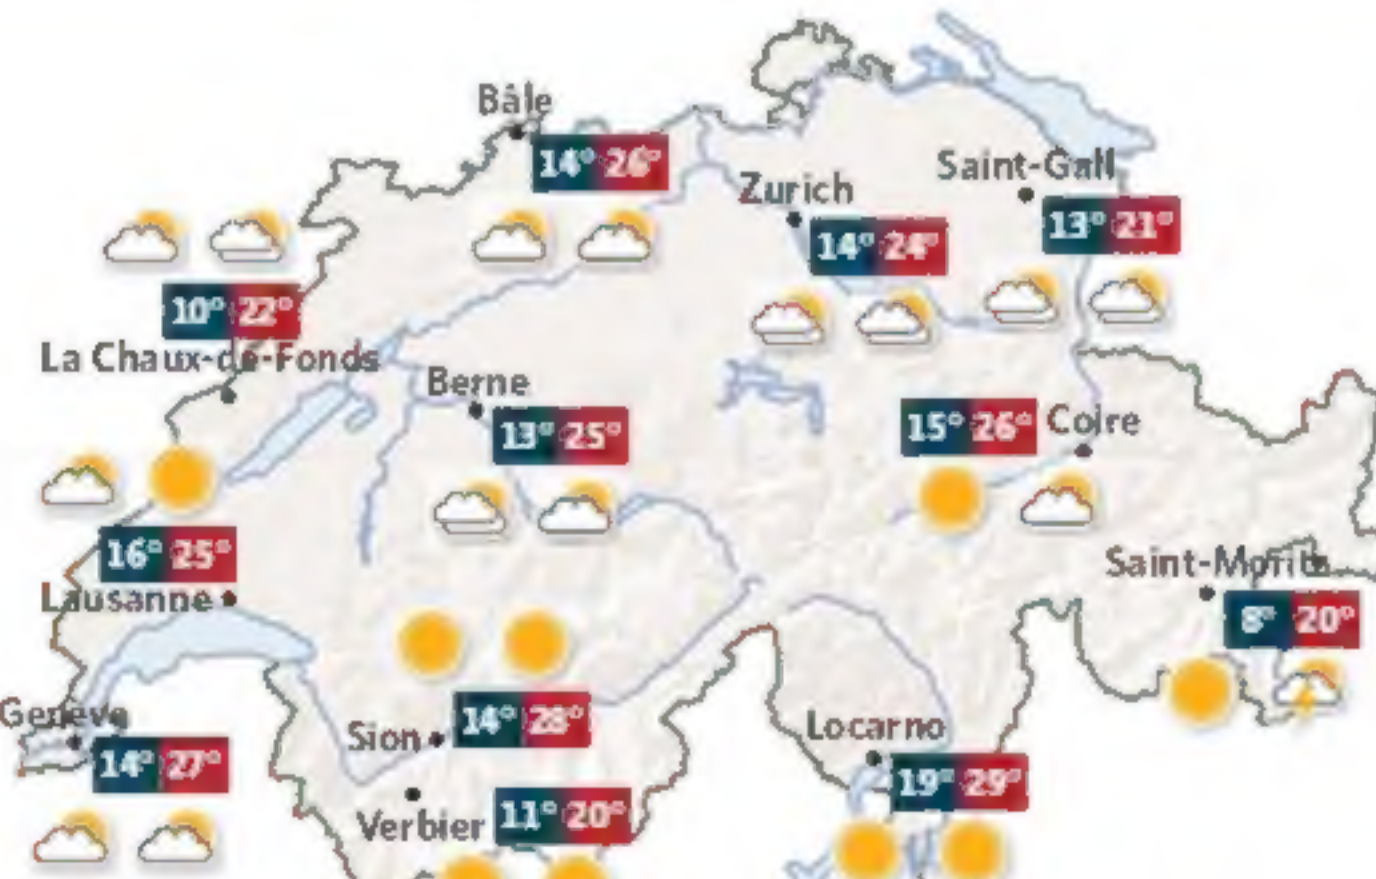 Bâle
14° 26°
Zurich
14° 24°
Saint-Gall
13° 21°
10° 22°
La Chaux-de-Fonds
Berne
13° 25°
15° 26°
Coire
16° 25°
Lausanne
Saint-Moritz
8° 20°
Genève
14° 27°
Sion
14° 28°
Locarno
19° 29°
Verbier
11° 20°